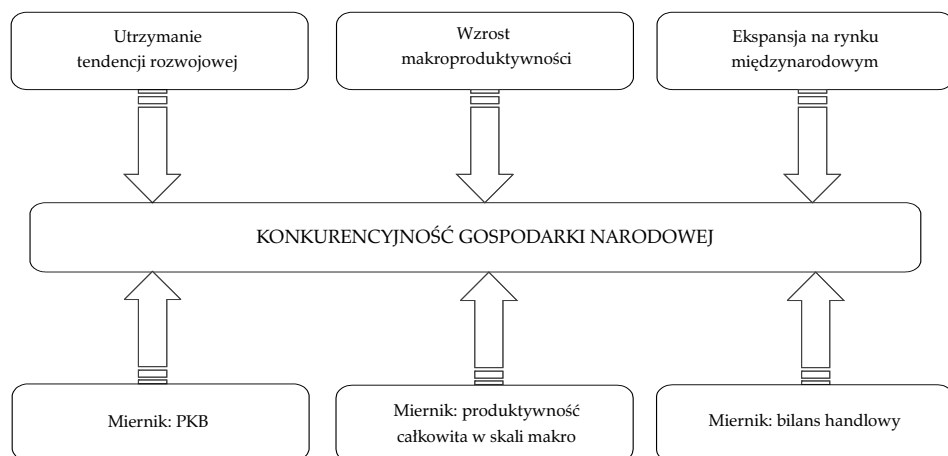 Utrzymanie
tendencji rozwojowej
Wzrost
makroproduktywności
Ekspansja na rynku
międzynarodowym
KONKURENCYJNOŚĆ GOSPODARKI NARODOWEJ
Miernik: PKB
Miernik: produktywność
całkowita w skali makro
Miernik: bilans handlowy